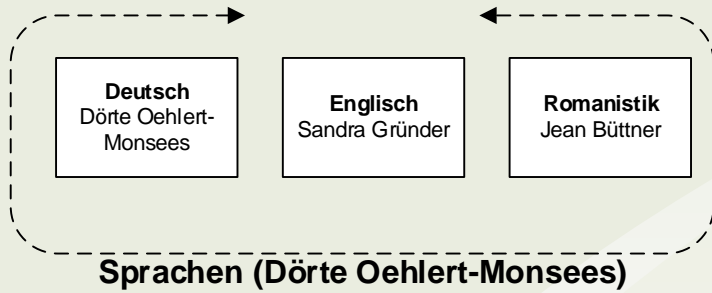 Deutsch
Dörte Oehlert-
Monsees
Englisch
Sandra Gründer
Romanistik
Jean Büttner
Sprachen (Dörte Oehlert-Monsees)